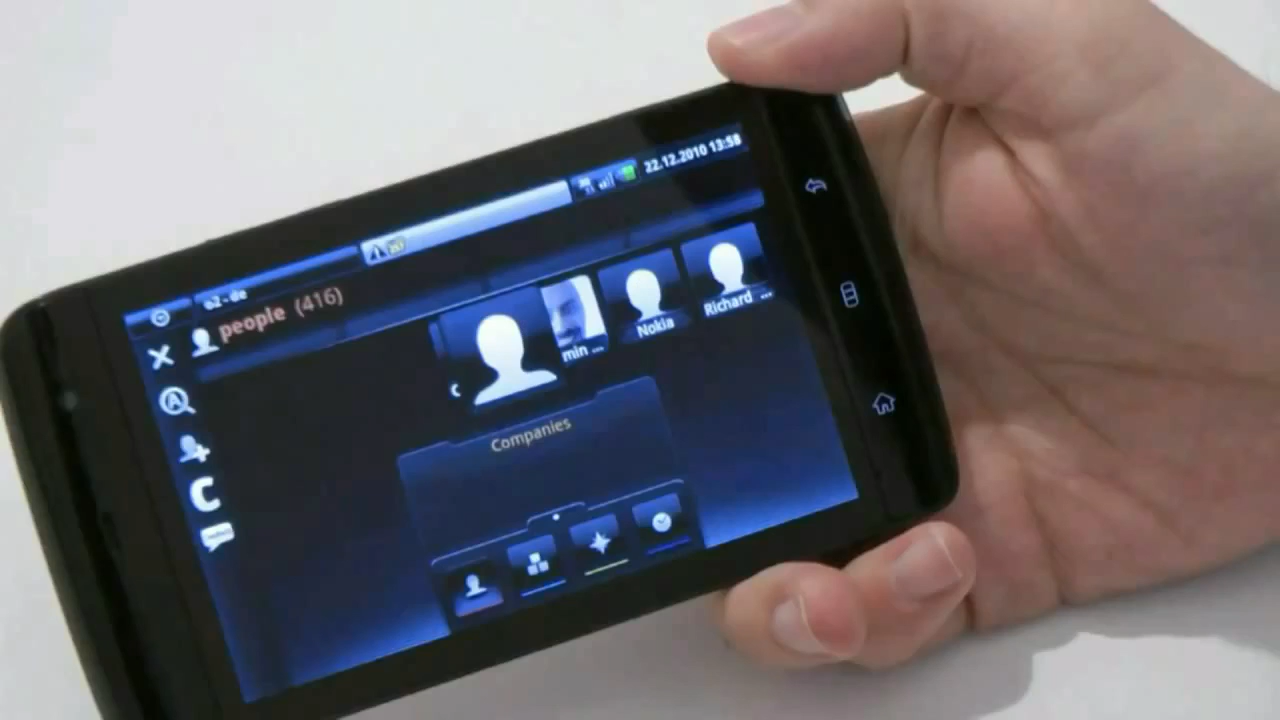 22.12.2010 13:58
o2 - de
people (416)
min ...
Nokia
Richard ...
Companies
C